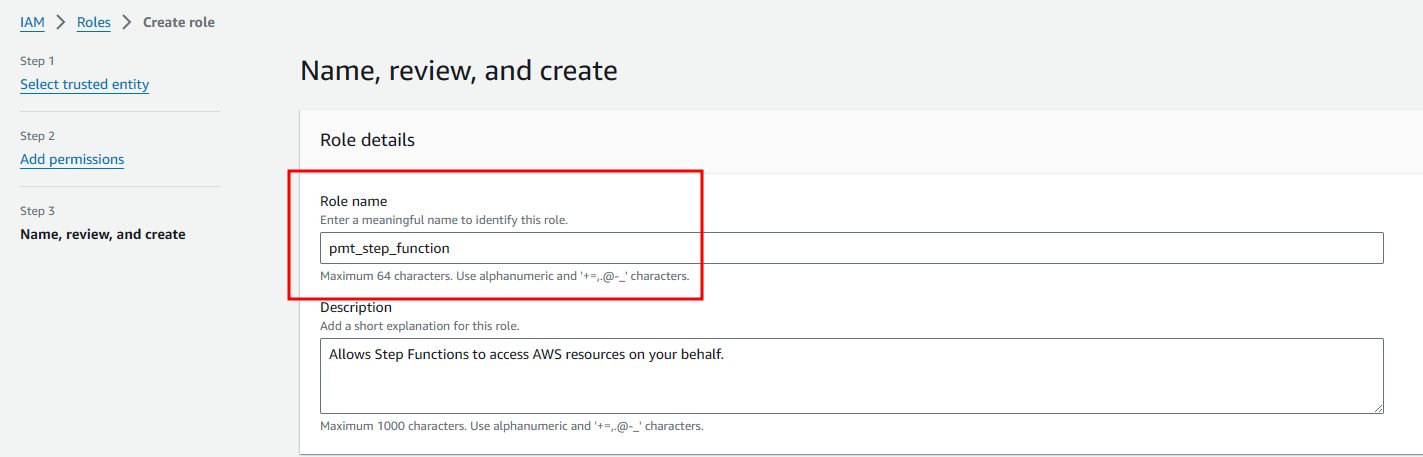 IAM > Roles > Create role
Step 1
Select trusted entity
Step 2
Add permissions
Step 3
Name, review, and create
Name, review, and create
Role details
Role name
Enter a meaningful name to identify this role.
pmt_step_function
Maximum 64 characters. Use alphanumeric and '+=,.@-_' characters.
Description
Add a short explanation for this role.
Allows Step Functions to access AWS resources on your behalf.
Maximum 1000 characters. Use alphanumeric and '+=,.@-_' characters.